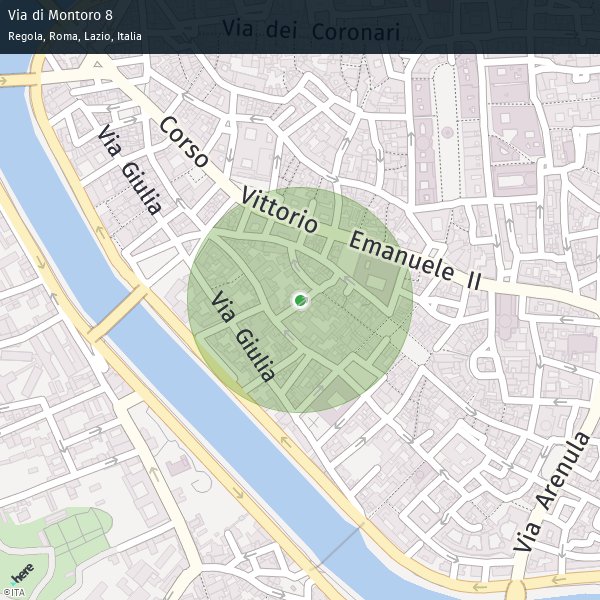 Via di Montoro 8
Regola, Roma, Lazio, Italia
Via dei Coronari
Corso Vittorio Emanuele II
Via Giulia
Via Giulia
Via Arenula
here
©ITA